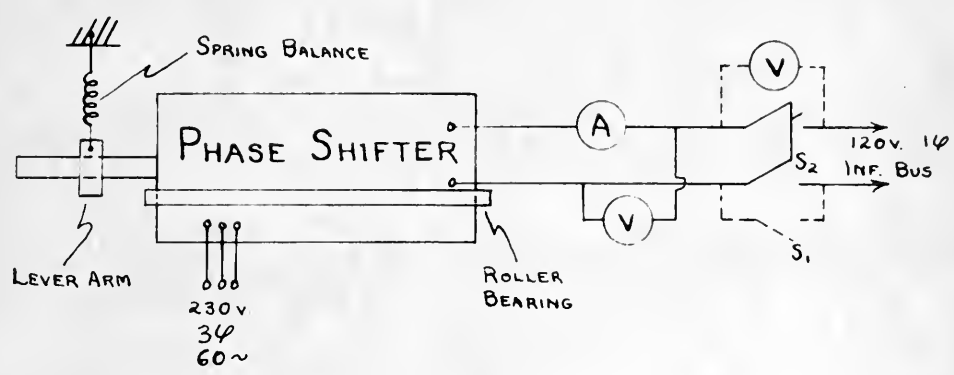 SPRING BALANCE
PHASE SHIFTER
A
V
V
120V. 1φ
INF. BUS
S₂
S₁
LEVER ARM
ROLLER
BEARING
230V.
3φ
60~